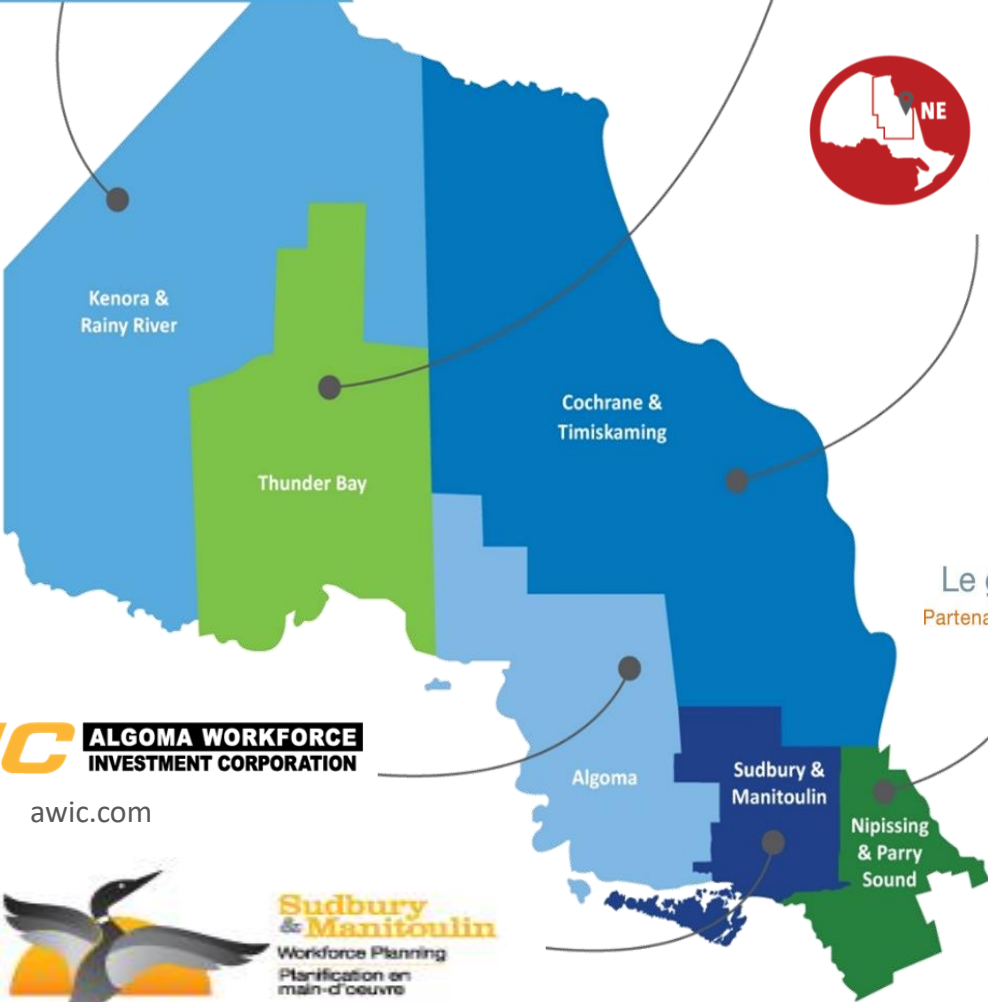 NE
Kenora &
Rainy River
Cochrane &
Timiskaming
Thunder Bay
Le g
Partena
ALGOMA WORKFORCE
INVESTMENT CORPORATION
awic.com
Algoma
Sudbury &
Manitoulin
Nipissing
& Parry
Sound
Sudbury
& Manitoulin
Workforce Planning
Planification en
main-d'oeuvre